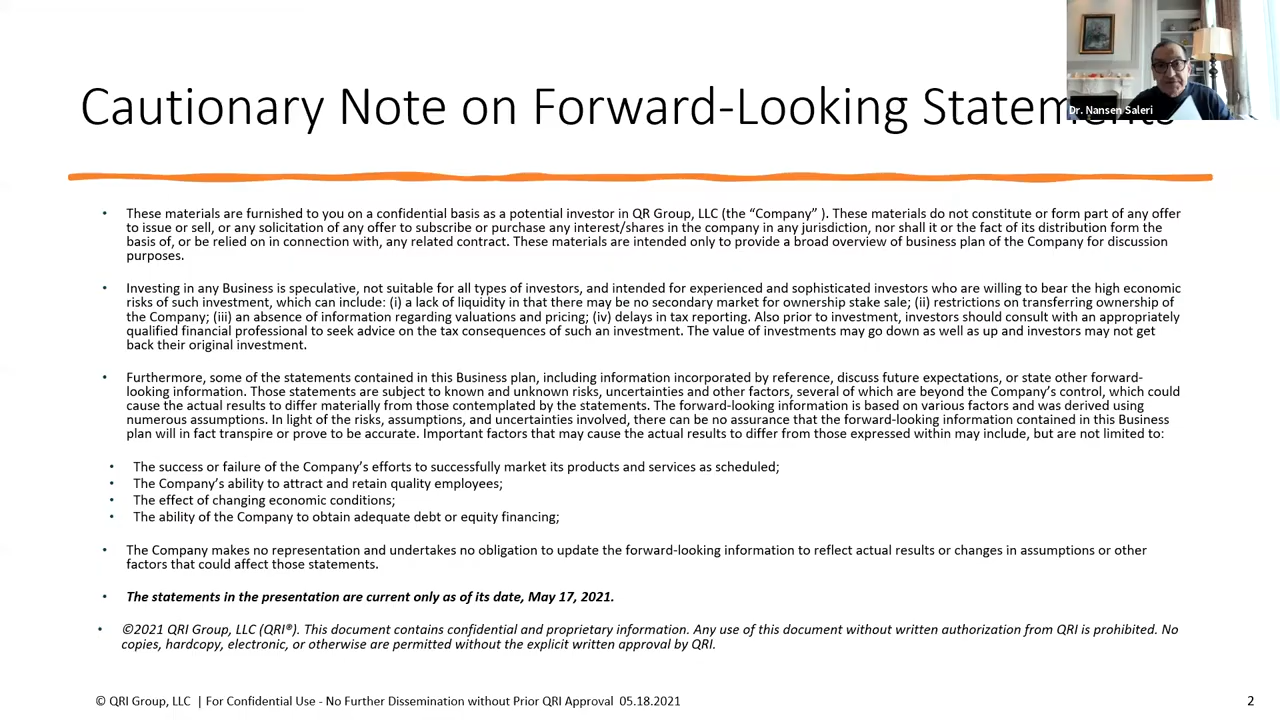 Cautionary Note on Forward-Looking Statements
Dr. Nansen Saleri
• These materials are furnished to you on a confidential basis as a potential investor in QR Group, LLC (the “Company” ). These materials do not constitute or form part of any offer
to issue or sell, or any solicitation of any offer to subscribe or purchase any interest/shares in the company in any jurisdiction, nor shall it or the fact of its distribution form the
basis of, or be relied on in connection with, any related contract. These materials are intended only to provide a broad overview of business plan of the Company for discussion
purposes.
• Investing in any Business is speculative, not suitable for all types of investors, and intended for experienced and sophisticated investors who are willing to bear the high economic
risks of such investment, which can include: (i) a lack of liquidity in that there may be no secondary market for ownership stake sale; (ii) restrictions on transferring ownership of
the Company; (iii) an absence of information regarding valuations and pricing; (iv) delays in tax reporting. Also prior to investment, investors should consult with an appropriately
qualified financial professional to seek advice on the tax consequences of such an investment. The value of investments may go down as well as up and investors may not get
back their original investment.
• Furthermore, some of the statements contained in this Business plan, including information incorporated by reference, discuss future expectations, or state other forward-
looking information. Those statements are subject to known and unknown risks, uncertainties and other factors, several of which are beyond the Company’s control, which could
cause the actual results to differ materially from those contemplated by the statements. The forward-looking information is based on various factors and was derived using
numerous assumptions. In light of the risks, assumptions, and uncertainties involved, there can be no assurance that the forward-looking information contained in this Business
plan will in fact transpire or prove to be accurate. Important factors that may cause the actual results to differ from those expressed within may include, but are not limited to:
• The success or failure of the Company’s efforts to successfully market its products and services as scheduled;
• The Company’s ability to attract and retain quality employees;
• The effect of changing economic conditions;
• The ability of the Company to obtain adequate debt or equity financing;
• The Company makes no representation and undertakes no obligation to update the forward-looking information to reflect actual results or changes in assumptions or other
factors that could affect those statements.
• The statements in the presentation are current only as of its date, May 17, 2021.
• ©2021 QRI Group, LLC (QRI®). This document contains confidential and proprietary information. Any use of this document without written authorization from QRI is prohibited. No
copies, hardcopy, electronic, or otherwise are permitted without the explicit written approval by QRI.
© QRI Group, LLC | For Confidential Use - No Further Dissemination without Prior QRI Approval 05.18.2021
2